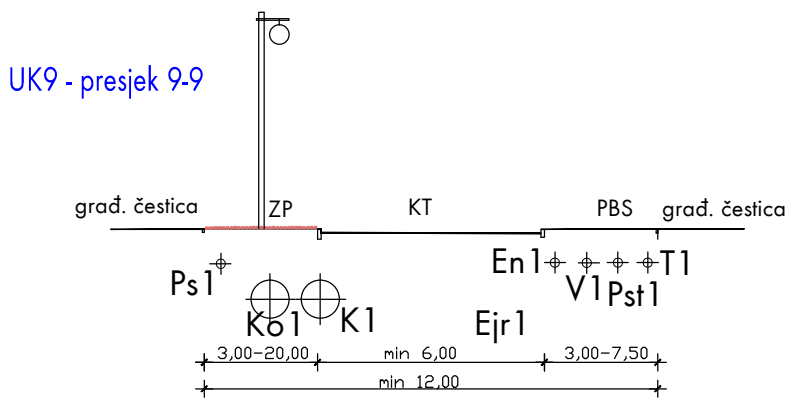 UK9 - presjek 9-9
građ. čestica ZP KT PBS građ. čestica
Ps1 En1 V1 Pst1 T1
Ko1 K1 Ejr1
3,00-20,00 min 6,00 3,00-7,50
min 12,00